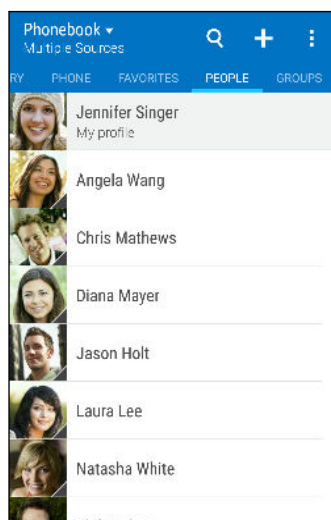 Phonebook
Multiple Sources
RY PHONE FAVORITES PEOPLE GROUPS
Jennifer Singer
My profile
Angela Wang
Chris Mathews
Diana Mayer
Jason Holt
Laura Lee
Natasha White